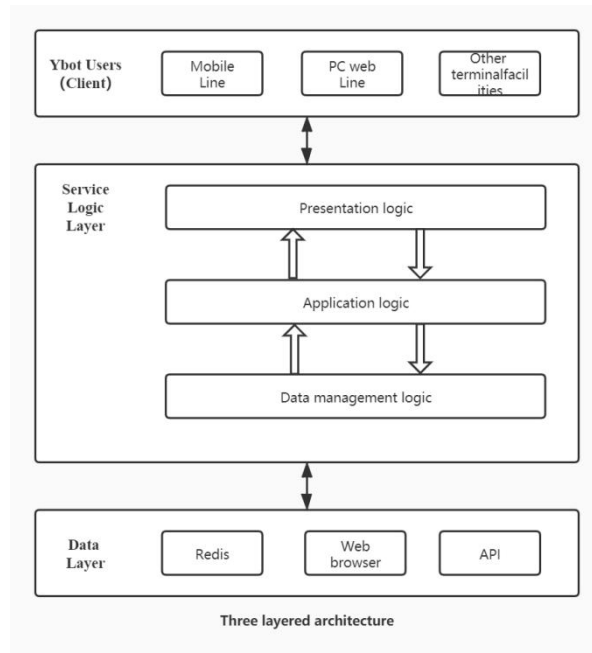 Ybot Users
(Client)
Mobile
Line
PC web
Line
Other
terminalfacil
ities
Service
Logic
Layer
Presentation logic
Application logic
Data management logic
Data
Layer
Redis
Web
browser
API
Three layered architecture